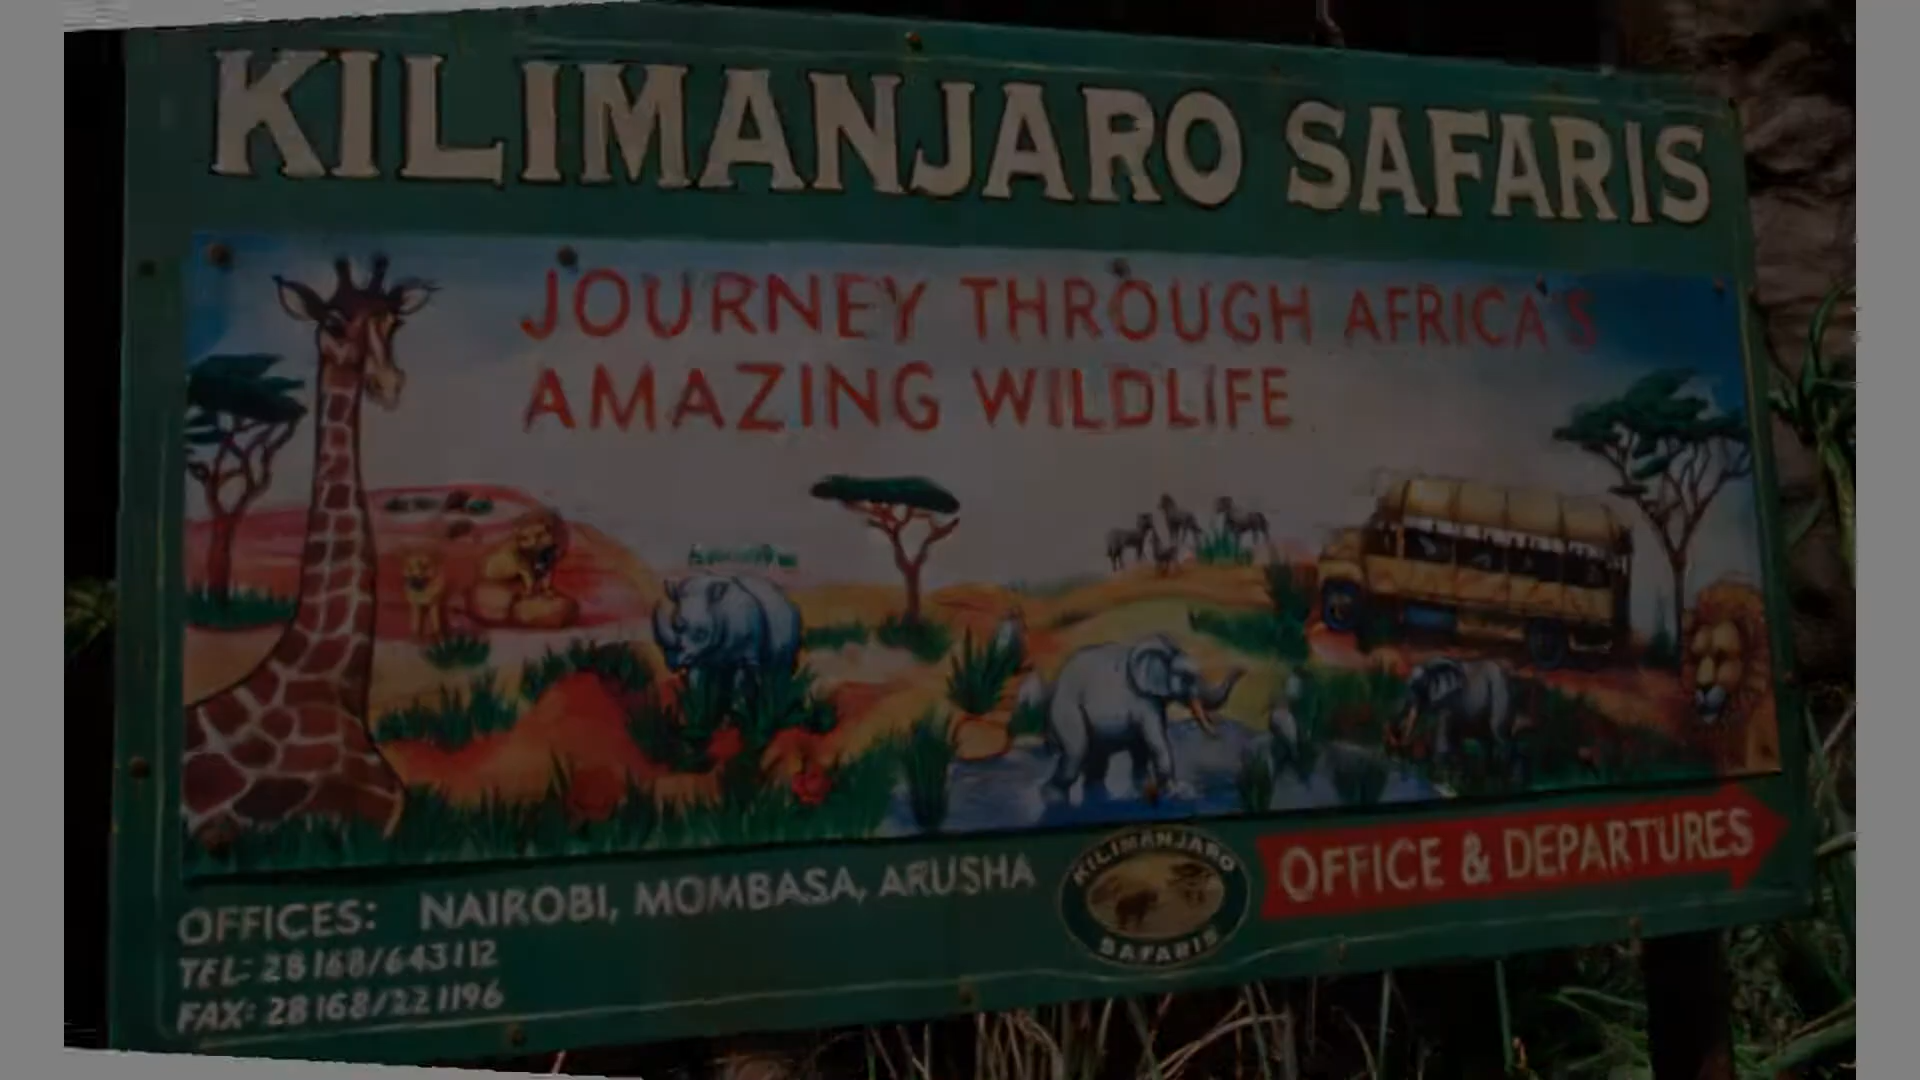 KILIMANJARO SAFARIS
JOURNEY THROUGH AFRICA'S
AMAZING WILDLIFE
OFFICES: NAIROBI, MOMBASA, ARUSHA
TEL: 28168/643112
FAX: 28168/221196
KILIMANJARO
SAFARIS
OFFICE & DEPARTURES